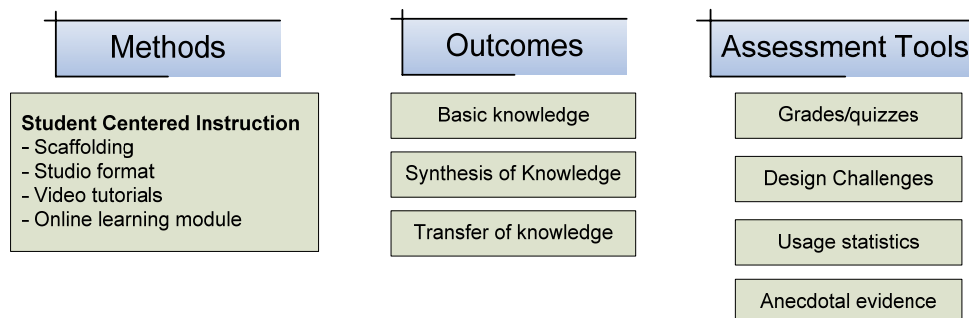 Methods
Student Centered Instruction
- Scaffolding
- Studio format
- Video tutorials
- Online learning module
Outcomes
Basic knowledge
Synthesis of Knowledge
Transfer of knowledge
Assessment Tools
Grades/quizzes
Design Challenges
Usage statistics
Anecdotal evidence